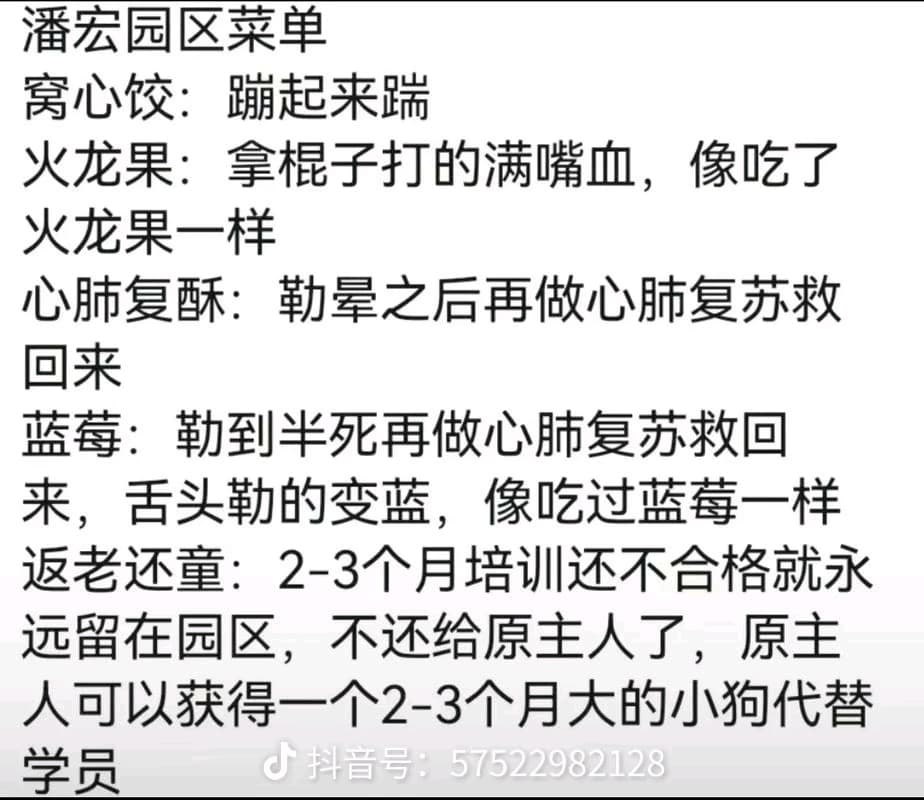 潘宏园区菜单
窝心饺：蹦起来踹
火龙果：拿棍子打的满嘴血，像吃了
火龙果一样
心肺复酥：勒晕之后再做心肺复苏救
回来
蓝莓：勒到半死再做心肺复苏救回
来，舌头勒的变蓝，像吃过蓝莓一样
返老还童：2-3个月培训还不合格就永
远留在园区，不还给原主人了，原主
人可以获得一个2-3个月大的小狗代替
学员
抖音号：57522982128